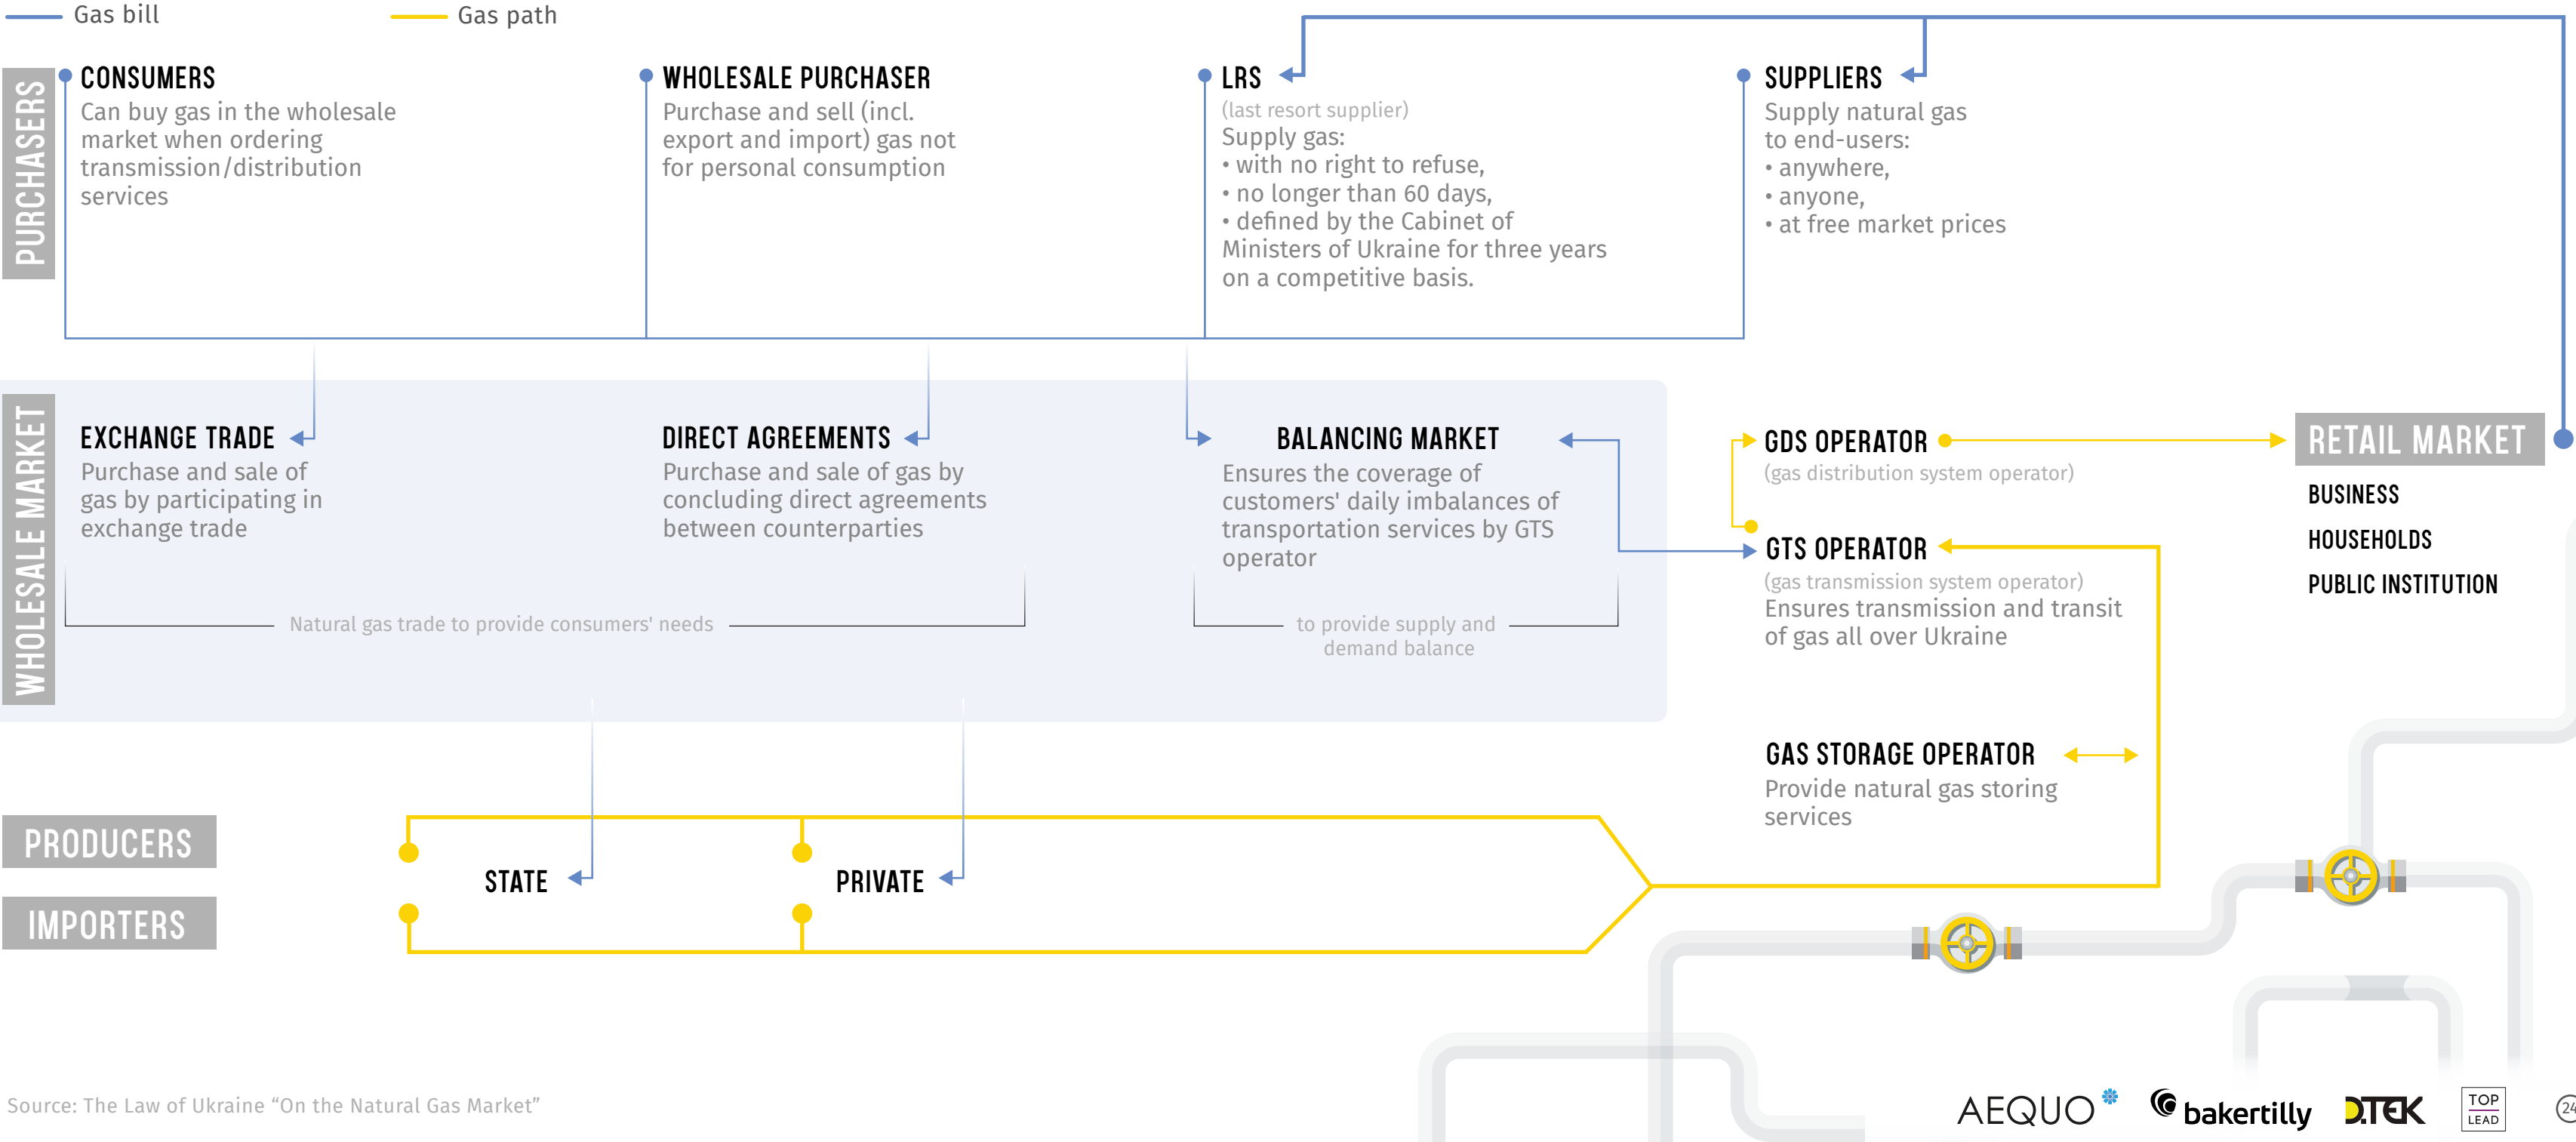 Gas bill
Gas path
PURCHASERS
CONSUMERS
Can buy gas in the wholesale
market when ordering
transmission/distribution
services
WHOLESALE PURCHASER
Purchase and sell (incl.
export and import) gas not
for personal consumption
LRS
(last resort supplier)
Supply gas:
• with no right to refuse,
• no longer than 60 days,
• defined by the Cabinet of
Ministers of Ukraine for three years
on a competitive basis.
SUPPLIERS
Supply natural gas
to end-users:
• anywhere,
• anyone,
• at free market prices
WHOLESALE MARKET
EXCHANGE TRADE
Purchase and sale of
gas by participating in
exchange trade
DIRECT AGREEMENTS
Purchase and sale of gas by
concluding direct agreements
between counterparties
Natural gas trade to provide consumers' needs
BALANCING MARKET
Ensures the coverage of
customers' daily imbalances of
transportation services by GTS
operator
to provide supply and
demand balance
GDS OPERATOR
(gas distribution system operator)
GTS OPERATOR
(gas transmission system operator)
Ensures transmission and transit
of gas all over Ukraine
RETAIL MARKET
BUSINESS
HOUSEHOLDS
PUBLIC INSTITUTION
GAS STORAGE OPERATOR
Provide natural gas storing
services
PRODUCERS
IMPORTERS
STATE
PRIVATE
Source: The Law of Ukraine “On the Natural Gas Market”
AEQUO
bakertilly
D.TEK
TOP
LEAD
24